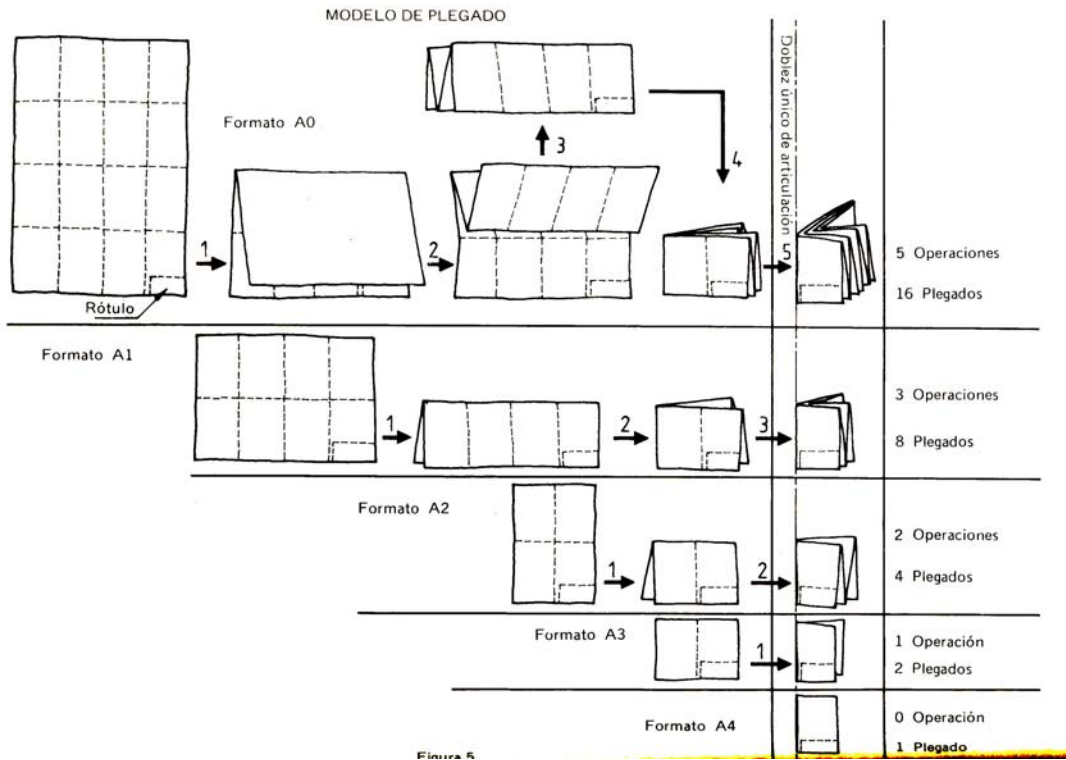 MODELO DE PLEGADO
Formato A0
Rótulo
1
2
3
4
5
Doblez único de articulación
5 Operaciones
16 Plegados
Formato A1
1
2
3
3 Operaciones
8 Plegados
Formato A2
1
2
2 Operaciones
4 Plegados
Formato A3
1
1 Operación
2 Plegados
Formato A4
0 Operación
1 Plegado
Figura 5